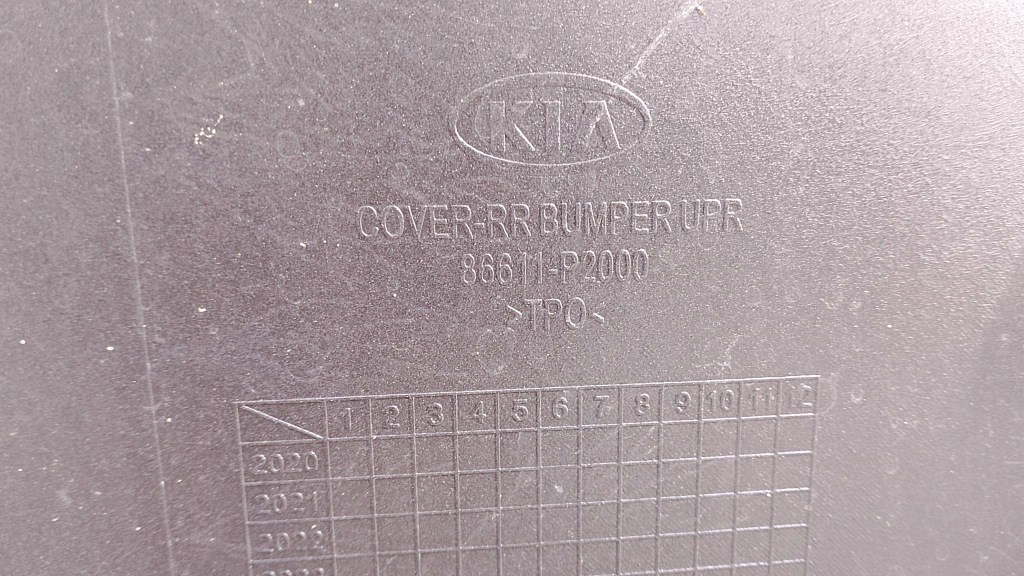 KIA
COVER-RR BUMPER UPR
86611-P2000
>TPO<
1 2 3 4 5 6 7 8 9 10 11 12
2020
2021
2022